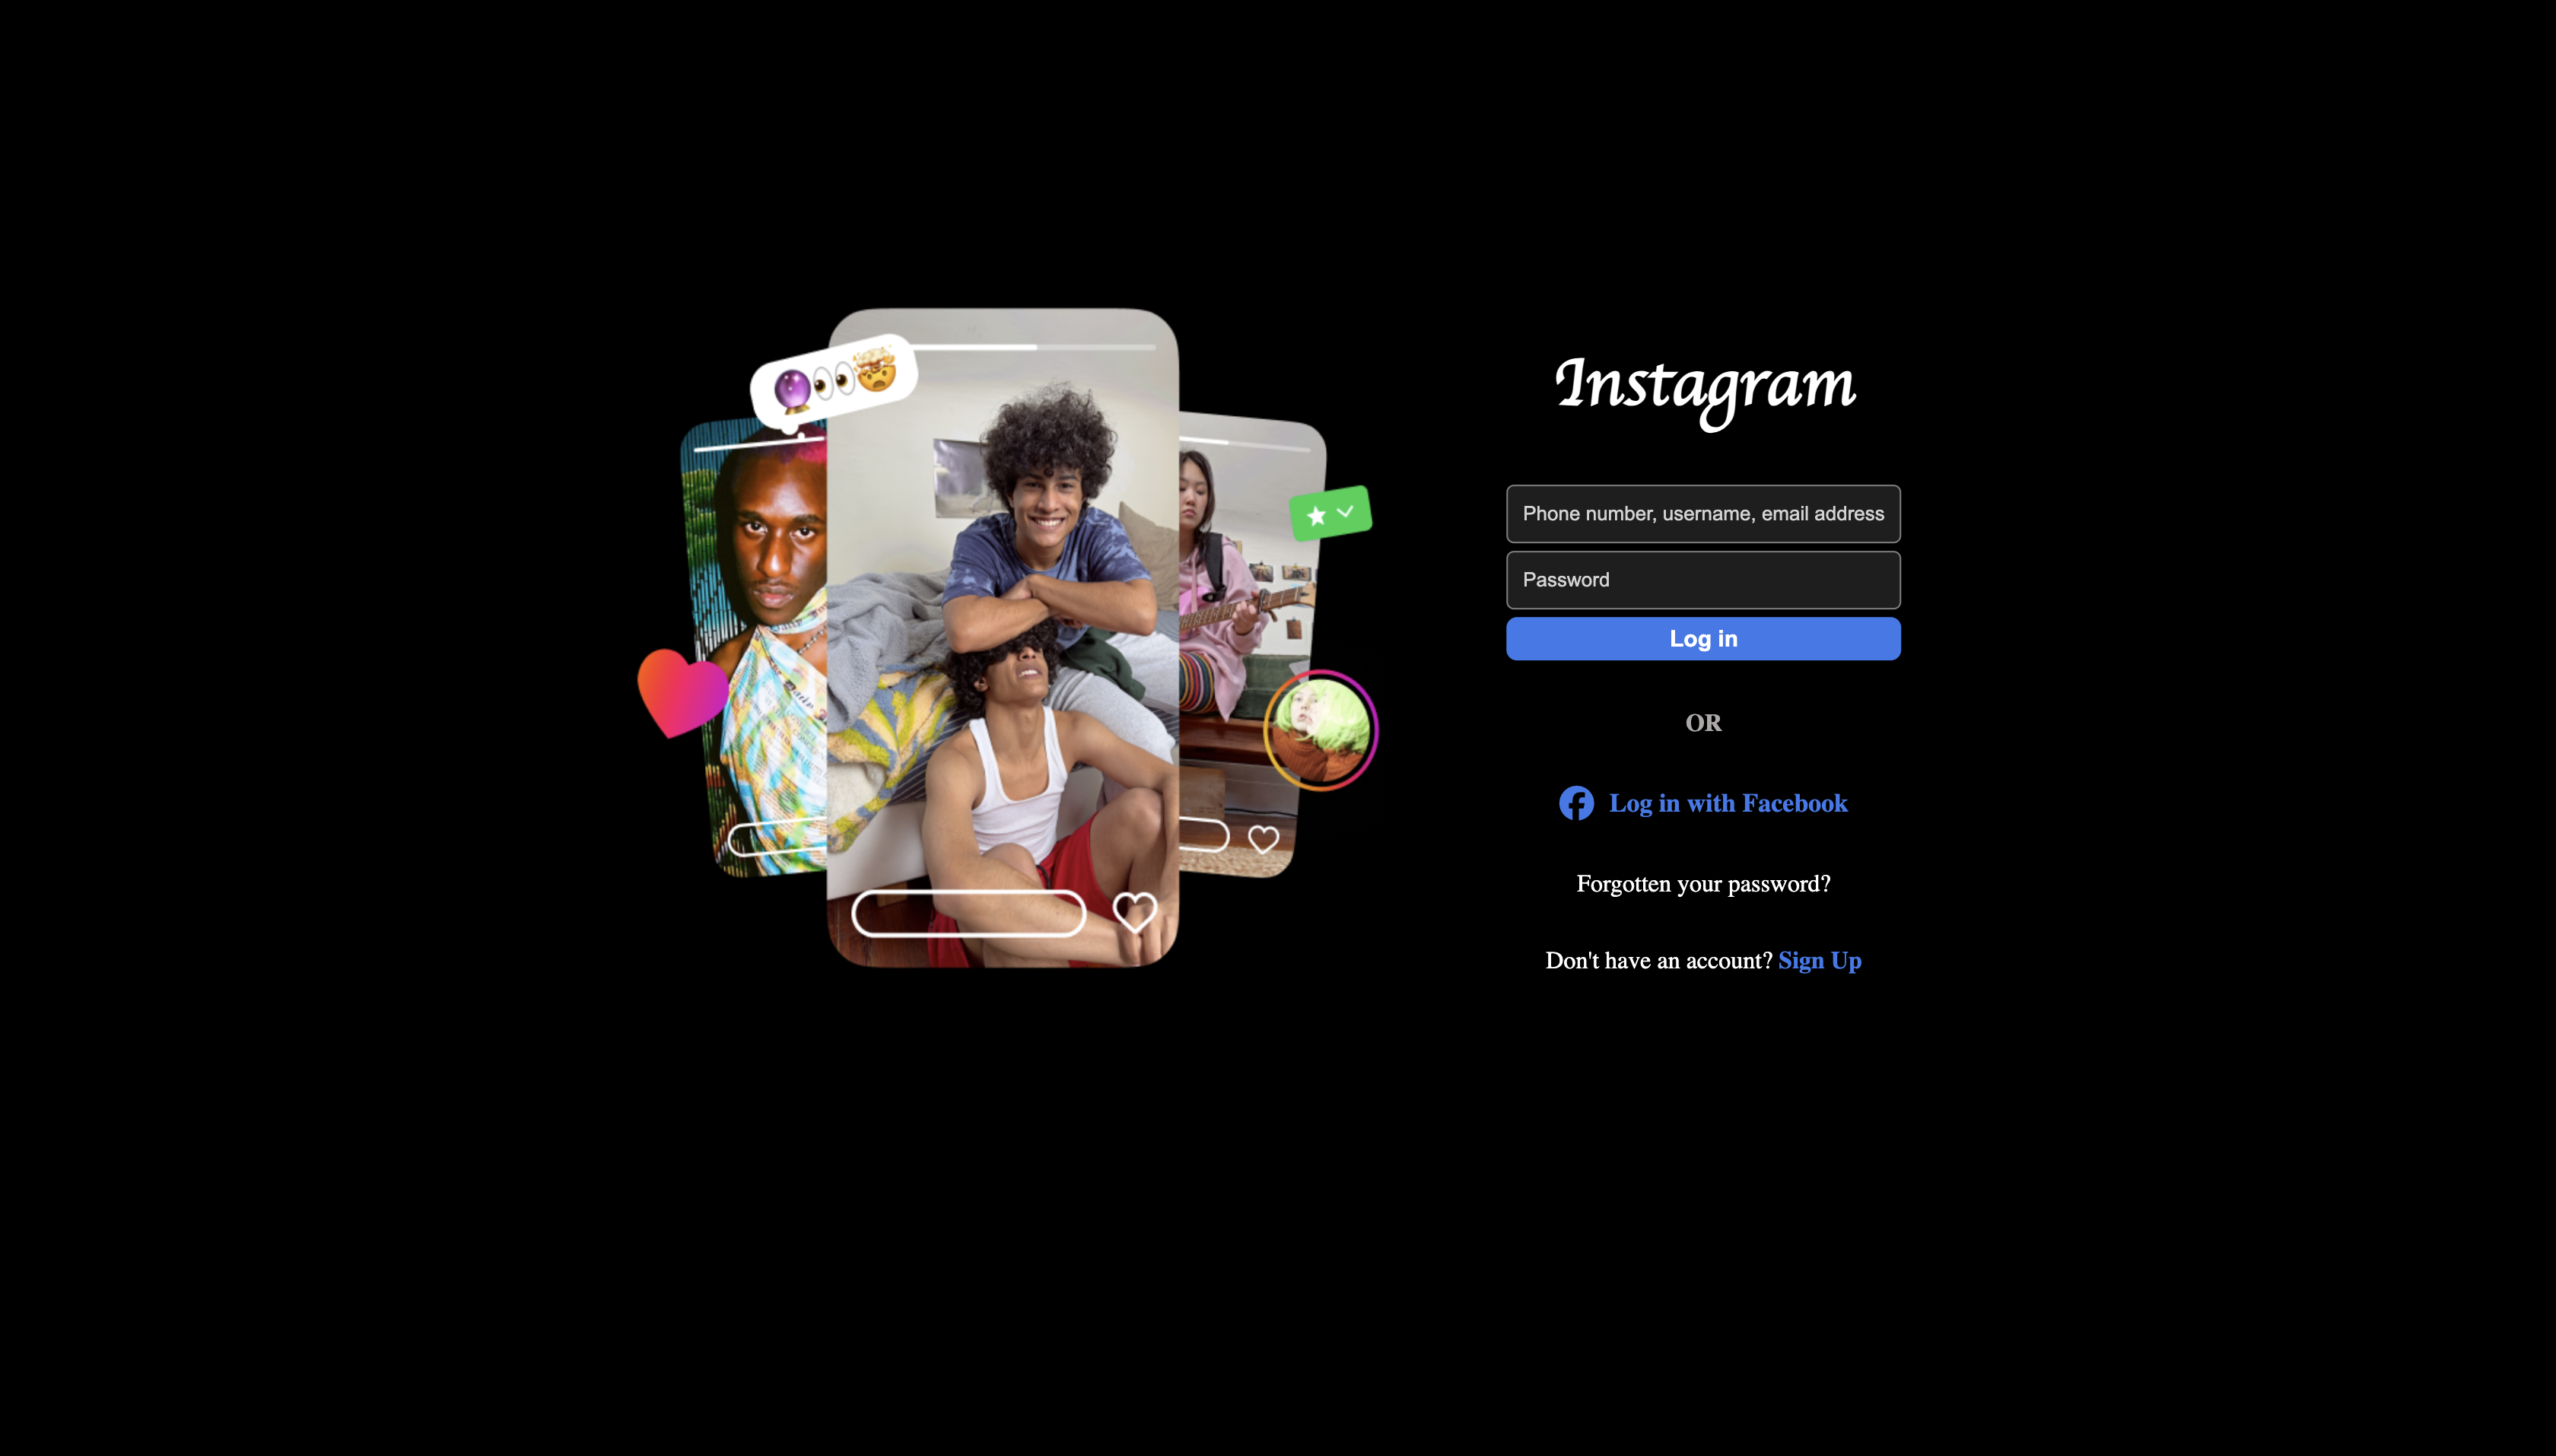 Instagram
Phone number, username, email address
Password
Log in
OR
Log in with Facebook
Forgotten your password?
Don't have an account? Sign Up